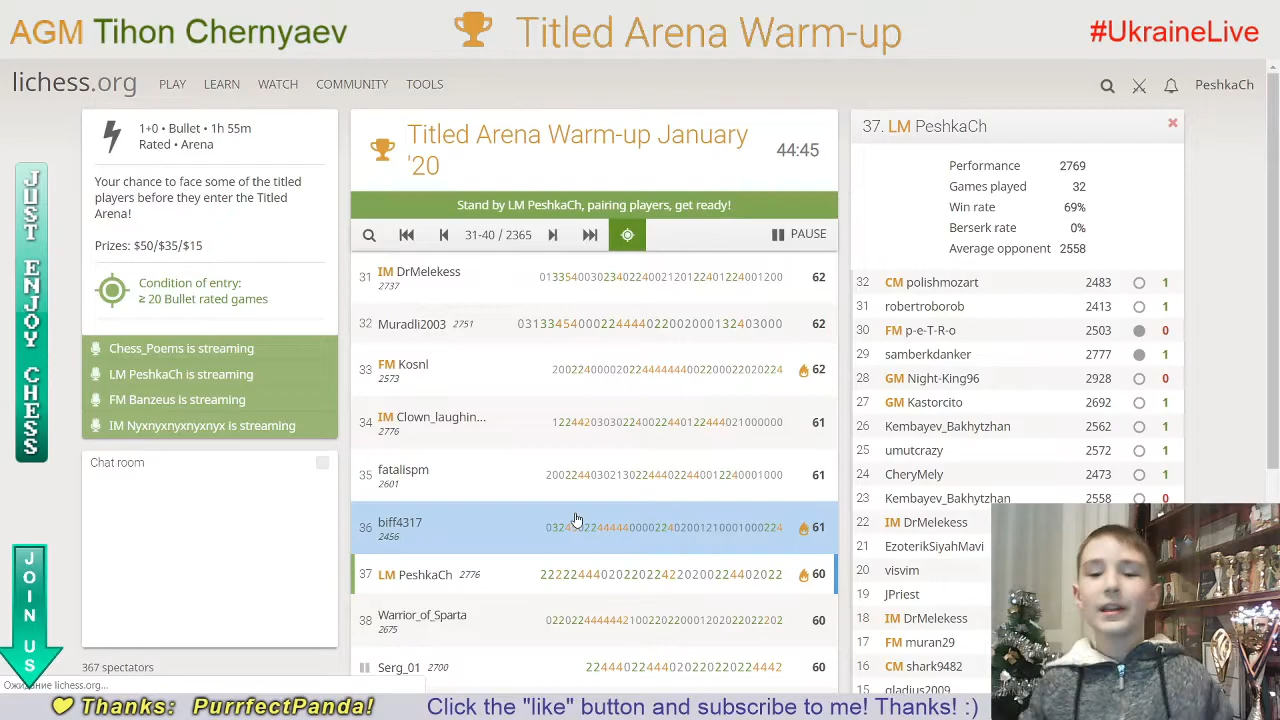 AGM Tihon Chernyaev
Titled Arena Warm-up
#UkraineLive
lichess.org
PLAY LEARN WATCH COMMUNITY TOOLS
PeshkaCh
JUST ENJOY CHESS
JOIN US
1+0 • Bullet • 1h 55m
Rated • Arena
Your chance to face some of the titled
players before they enter the Titled
Arena!
Prizes: $50/$35/$15
Condition of entry:
≥ 20 Bullet rated games
Chess_Poems is streaming
LM PeshkaCh is streaming
FM Banzeus is streaming
IM Nyxnyxnyxnyxnyx is streaming
Chat room
367 spectators
Ожидание lichess.org...
Titled Arena Warm-up January
'20
44:45
Stand by LM PeshkaCh, pairing players, get ready!
31-40 / 2365
PAUSE
31 IM DrMelekess 2737 62
32 Muradli2003 2751 62
33 FM Kosnl 2573 62
34 IM Clown_laughin... 2776 61
35 fatalispm 2601 61
36 biff4317 2456 61
37 LM PeshkaCh 2776 60
38 Warrior_of_Sparta 2675 60
Serg_01 2700 60
37. LM PeshkaCh
Performance 2769
Games played 32
Win rate 69%
Berserk rate 0%
Average opponent 2558
32 CM polishmozart 2483 1
31 robertroborob 2413 1
30 FM p-e-T-R-o 2503 0
29 samberkdanker 2777 1
28 GM Night-King96 2928 0
27 GM Kastorcito 2692 1
26 Kembayev_Bakhytzhan 2562 1
25 umutcrazy 2572 1
24 CheryMely 2473 1
23 Kembayev_Bakhytzhan 2558 0
22 IM DrMelekess
21 EzoterikSiyahMavi
20 visvim
19 JPriest
18 IM DrMelekess
17 FM muran29
16 CM shark9482
15 gladius2009
Thanks: PurrfectPanda!
Click the "like" button and subscribe to me! Thanks! :)